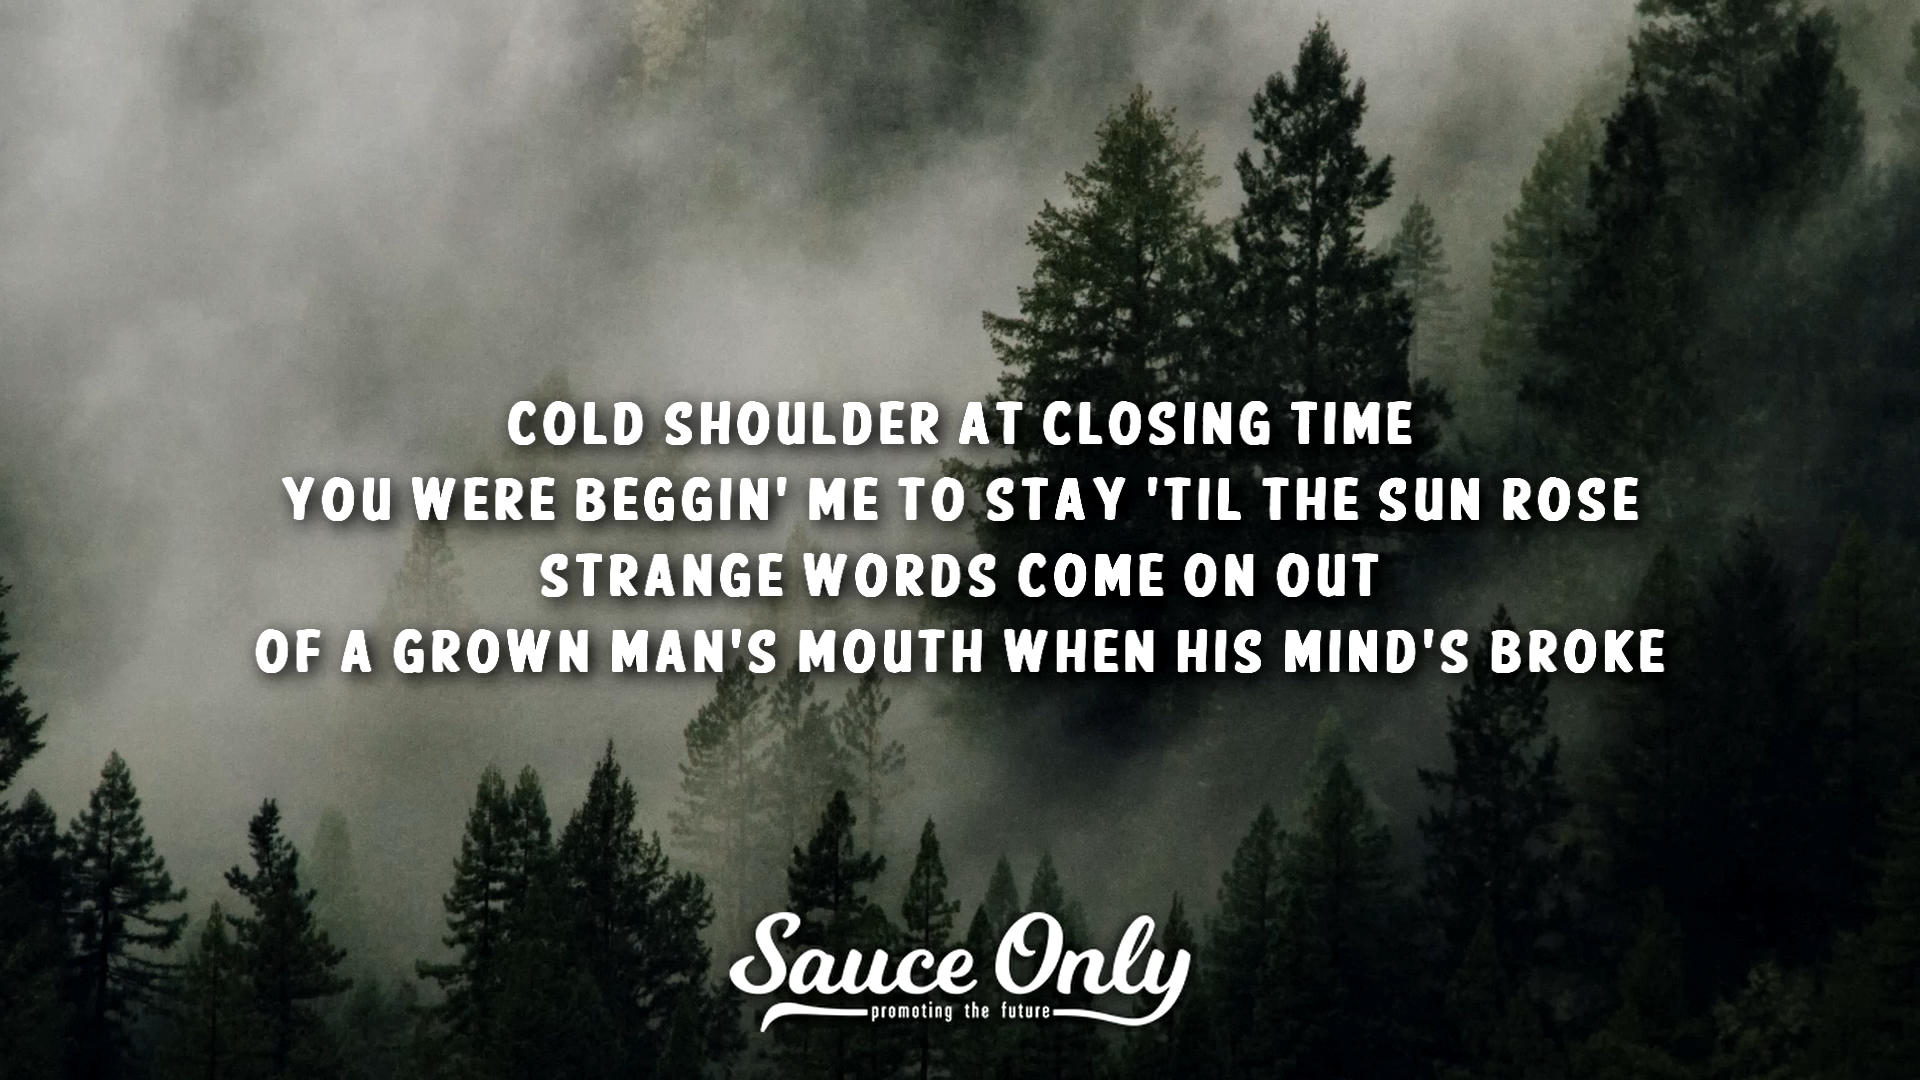 COLD SHOULDER AT CLOSING TIME
YOU WERE BEGGIN' ME TO STAY 'TIL THE SUN ROSE
STRANGE WORDS COME ON OUT
OF A GROWN MAN'S MOUTH WHEN HIS MIND'S BROKE
Sauce Only
promoting the future